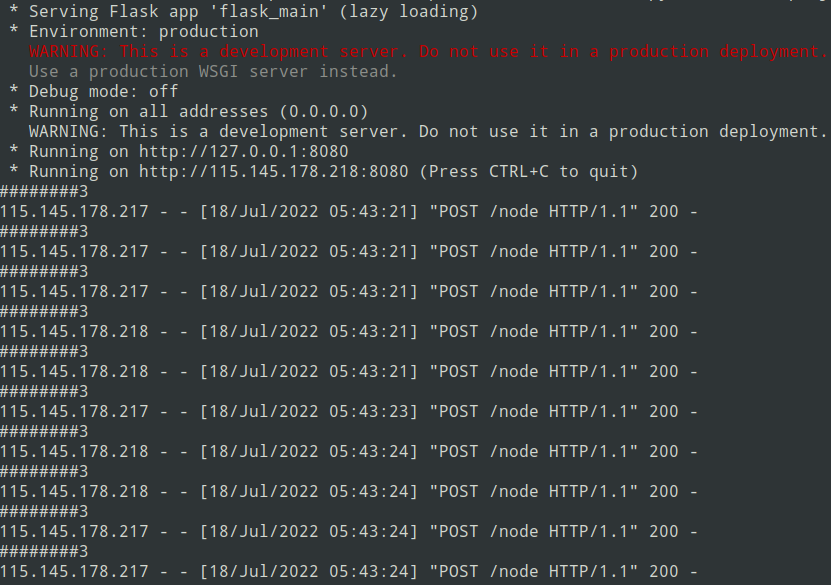 * Serving Flask app 'flask_main' (lazy loading)
* Environment: production
WARNING: This is a development server. Do not use it in a production deployment.
Use a production WSGI server instead.
* Debug mode: off
* Running on all addresses (0.0.0.0)
WARNING: This is a development server. Do not use it in a production deployment.
* Running on http://127.0.0.1:8080
* Running on http://115.145.178.218:8080 (Press CTRL+C to quit)
########3
115.145.178.217 - - [18/Jul/2022 05:43:21] "POST /node HTTP/1.1" 200 -
########3
115.145.178.217 - - [18/Jul/2022 05:43:21] "POST /node HTTP/1.1" 200 -
########3
115.145.178.217 - - [18/Jul/2022 05:43:21] "POST /node HTTP/1.1" 200 -
########3
115.145.178.218 - - [18/Jul/2022 05:43:21] "POST /node HTTP/1.1" 200 -
########3
115.145.178.218 - - [18/Jul/2022 05:43:21] "POST /node HTTP/1.1" 200 -
########3
115.145.178.217 - - [18/Jul/2022 05:43:23] "POST /node HTTP/1.1" 200 -
########3
115.145.178.218 - - [18/Jul/2022 05:43:24] "POST /node HTTP/1.1" 200 -
########3
115.145.178.218 - - [18/Jul/2022 05:43:24] "POST /node HTTP/1.1" 200 -
########3
115.145.178.217 - - [18/Jul/2022 05:43:24] "POST /node HTTP/1.1" 200 -
########3
115.145.178.217 - - [18/Jul/2022 05:43:24] "POST /node HTTP/1.1" 200 -